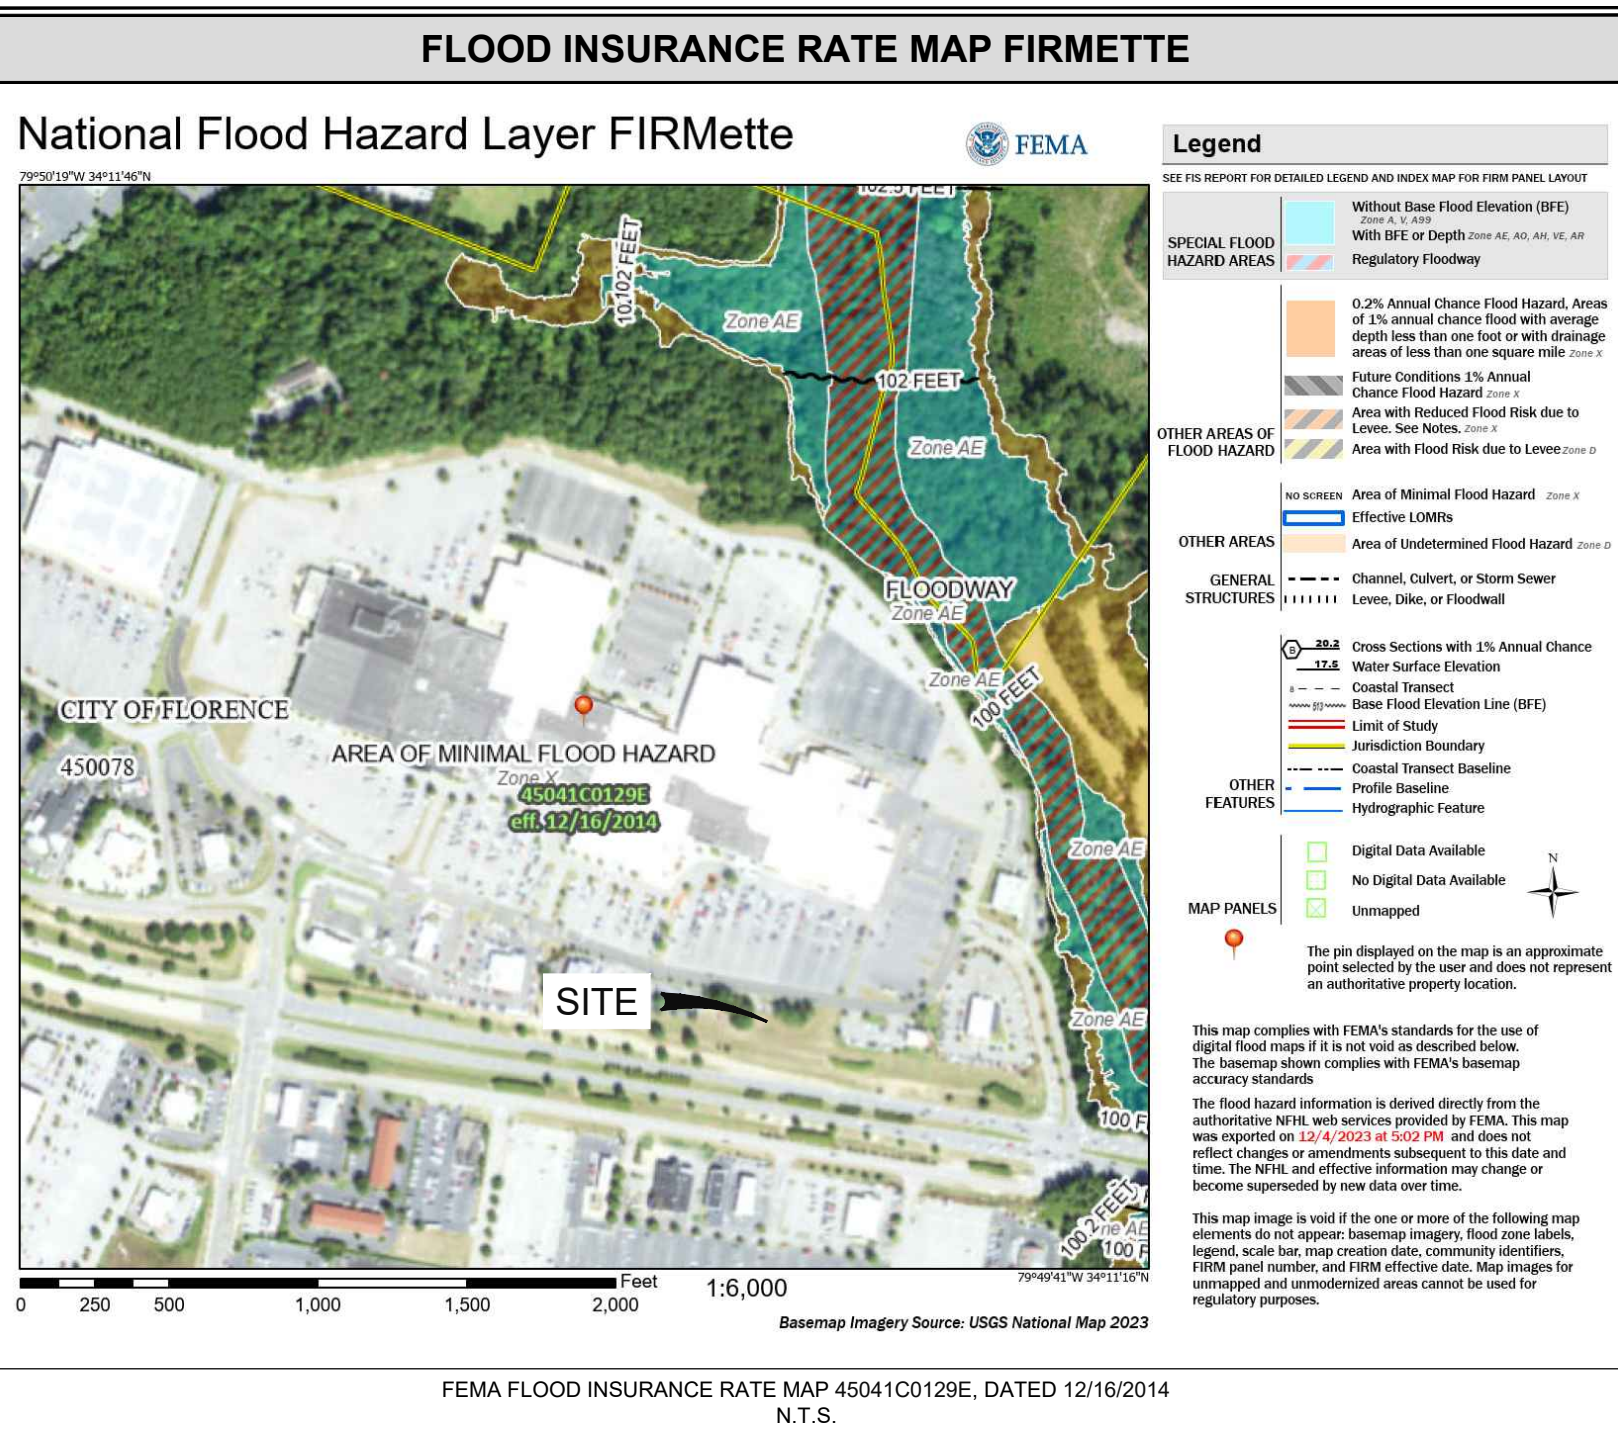 FLOOD INSURANCE RATE MAP FIRMETTE
National Flood Hazard Layer FIRMette
FEMA
79°50'19"W 34°11'46"N
102.5 FEET
102 FEET
Zone AE
102 FEET
Zone AE
FLOODWAY
Zone AE
Zone AE
100 FEET
CITY OF FLORENCE
450078
AREA OF MINIMAL FLOOD HAZARD
Zone X
45041C0129E
eff. 12/16/2014
Zone AE
SITE
Zone AE
100 F
100.2 FEET
ne AE
100 F
79°49'41"W 34°11'16"N
Feet
0 250 500 1,000 1,500 2,000
1:6,000
Basemap Imagery Source: USGS National Map 2023
Legend
SEE FIS REPORT FOR DETAILED LEGEND AND INDEX MAP FOR FIRM PANEL LAYOUT
SPECIAL FLOOD
HAZARD AREAS
Without Base Flood Elevation (BFE)
Zone A, V, A99
With BFE or Depth Zone AE, AO, AH, VE, AR
Regulatory Floodway
0.2% Annual Chance Flood Hazard, Areas
of 1% annual chance flood with average
depth less than one foot or with drainage
areas of less than one square mile Zone X
Future Conditions 1% Annual
Chance Flood Hazard Zone X
Area with Reduced Flood Risk due to
Levee. See Notes. Zone X
Area with Flood Risk due to Levee Zone D
OTHER AREAS OF
FLOOD HAZARD
NO SCREEN Area of Minimal Flood Hazard Zone X
Effective LOMRs
OTHER AREAS
Area of Undetermined Flood Hazard Zone D
GENERAL
STRUCTURES
Channel, Culvert, or Storm Sewer
Levee, Dike, or Floodwall
B 20.2 Cross Sections with 1% Annual Chance
17.5 Water Surface Elevation
8 Coastal Transect
513 Base Flood Elevation Line (BFE)
Limit of Study
Jurisdiction Boundary
Coastal Transect Baseline
OTHER
FEATURES
Profile Baseline
Hydrographic Feature
Digital Data Available
No Digital Data Available
Unmapped
MAP PANELS
N
The pin displayed on the map is an approximate
point selected by the user and does not represent
an authoritative property location.
This map complies with FEMA's standards for the use of
digital flood maps if it is not void as described below.
The basemap shown complies with FEMA's basemap
accuracy standards
The flood hazard information is derived directly from the
authoritative NFHL web services provided by FEMA. This map
was exported on 12/4/2023 at 5:02 PM and does not
reflect changes or amendments subsequent to this date and
time. The NFHL and effective information may change or
become superseded by new data over time.
This map image is void if the one or more of the following map
elements do not appear: basemap imagery, flood zone labels,
legend, scale bar, map creation date, community identifiers,
FIRM panel number, and FIRM effective date. Map images for
unmapped and unmodernized areas cannot be used for
regulatory purposes.
FEMA FLOOD INSURANCE RATE MAP 45041C0129E, DATED 12/16/2014
N.T.S.